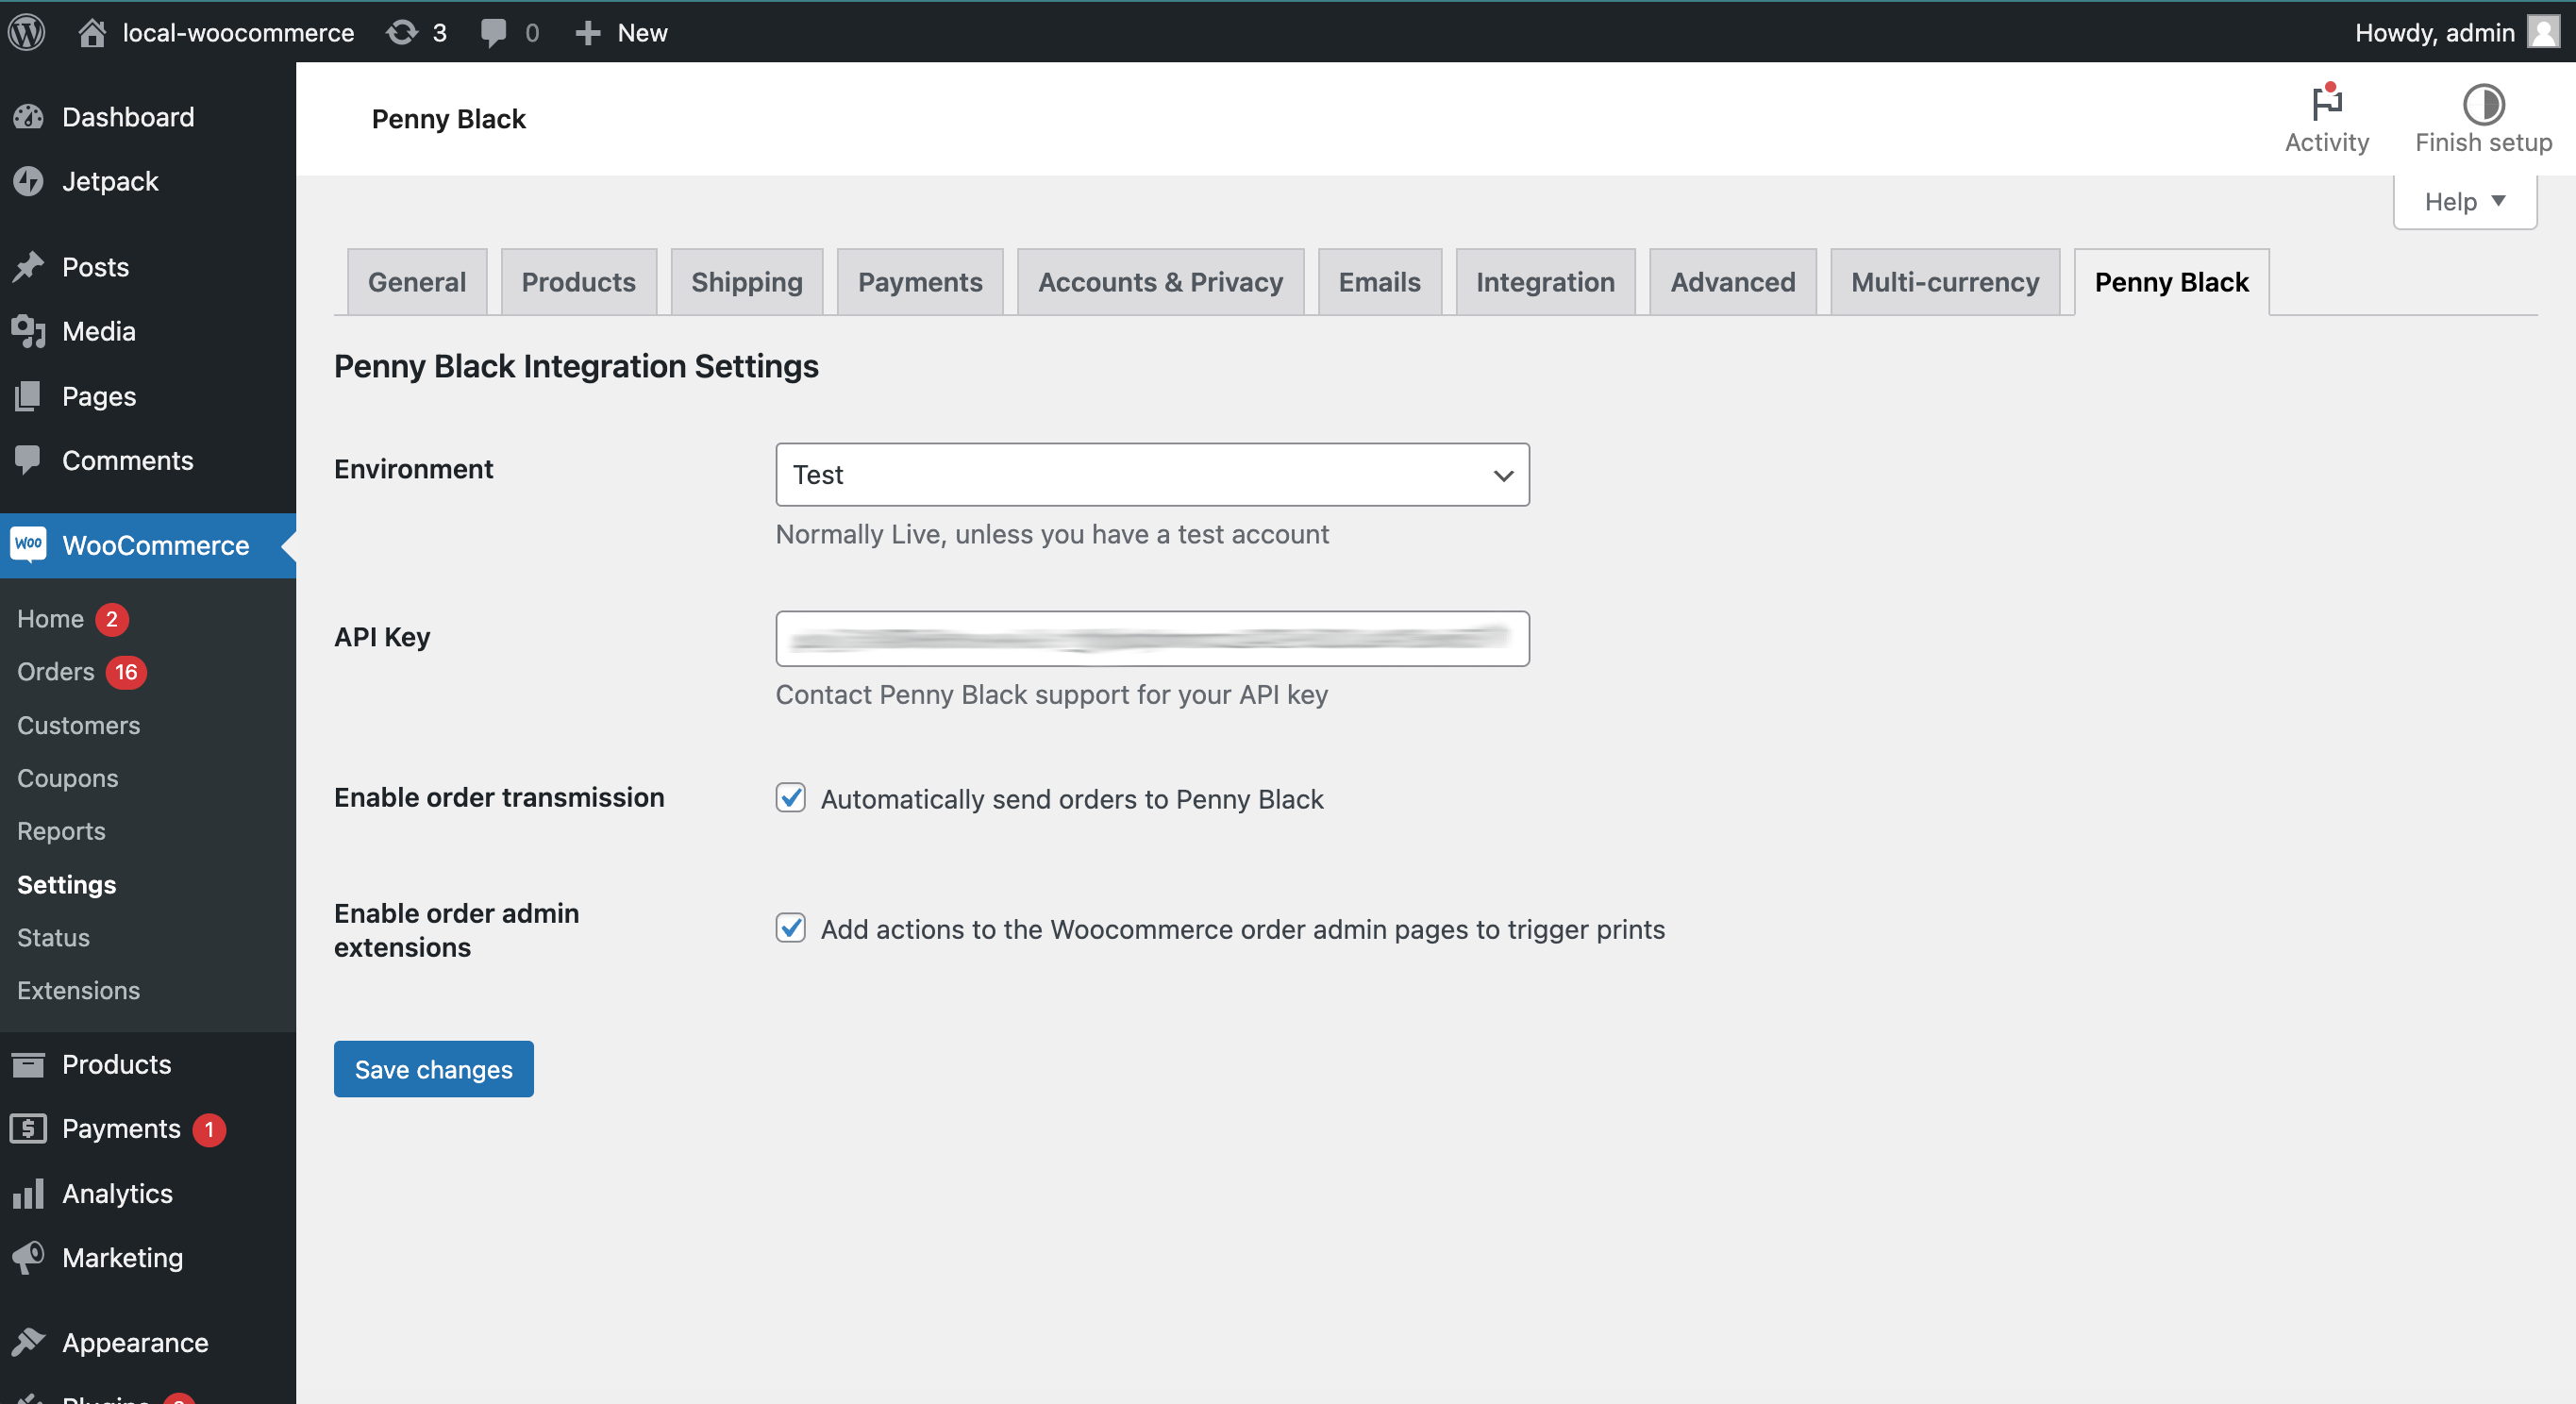 local-woocommerce 3 0 New Howdy, admin
Dashboard
Jetpack
Posts
Media
Pages
Comments
Woo WooCommerce
Home 2
Orders 16
Customers
Coupons
Reports
Settings
Status
Extensions
Products
Payments 1
Analytics
Marketing
Appearance
Plugins
Penny Black
Activity Finish setup
Help
General Products Shipping Payments Accounts & Privacy Emails Integration Advanced Multi-currency Penny Black
Penny Black Integration Settings
Environment Test
Normally Live, unless you have a test account
API Key
Contact Penny Black support for your API key
Enable order transmission Automatically send orders to Penny Black
Enable order admin
extensions
Add actions to the Woocommerce order admin pages to trigger prints
Save changes